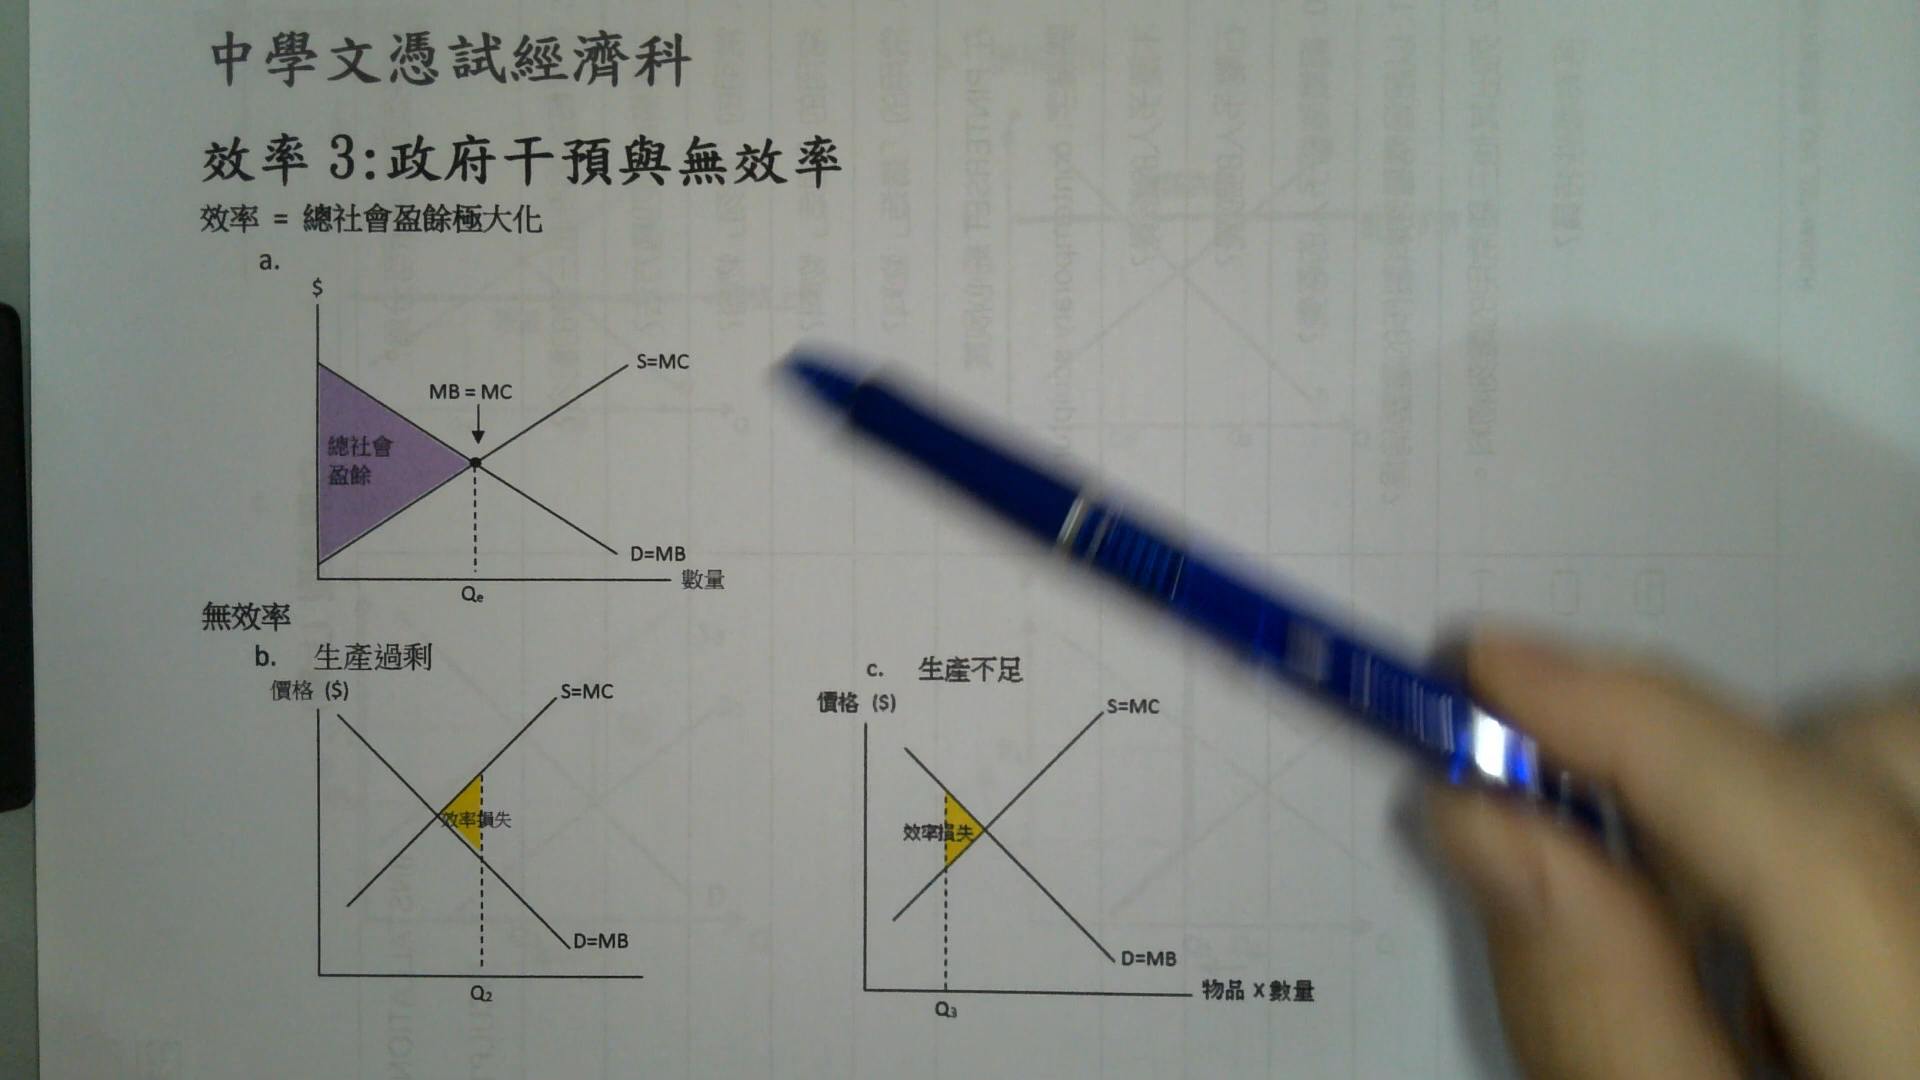 中學文憑試經濟科
效率 3:政府干預與無效率
效率 = 總社會盈餘極大化
a.
$
S=MC
MB = MC
總社會
盈餘
D=MB
數量
Qe
無效率
b. 生產過剩
價格 ($)
S=MC
效率損失
D=MB
Q2
c. 生產不足
價格 ($)
S=MC
效率損失
D=MB
物品 X 數量
Q3